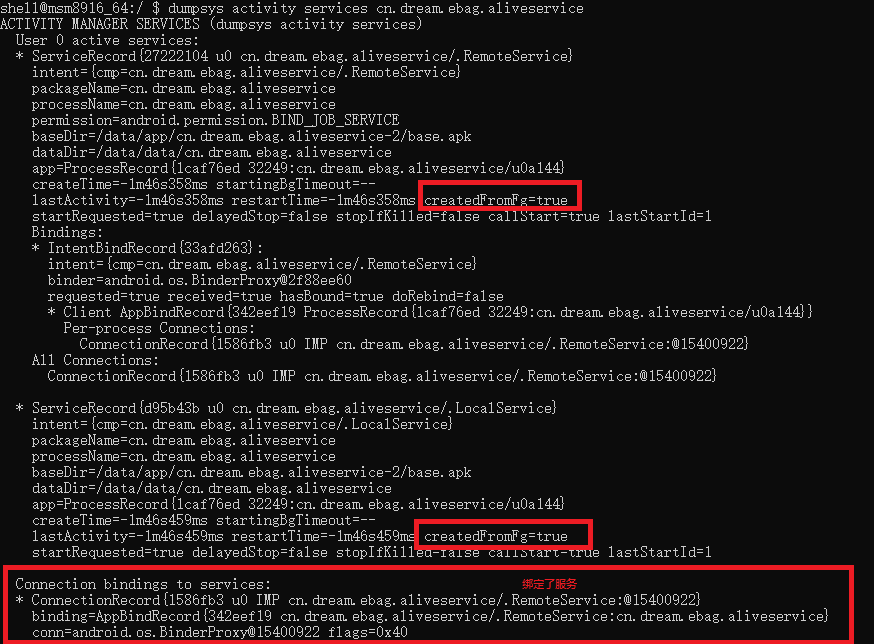 shell@msm8916_64:/ $ dumpsys activity services cn.dream.ebag.aliveservice
ACTIVITY MANAGER SERVICES (dumpsys activity services)
User 0 active services:
* ServiceRecord{27222104 u0 cn.dream.ebag.aliveservice/.RemoteService}
intent={cmp=cn.dream.ebag.aliveservice/.RemoteService}
packageName=cn.dream.ebag.aliveservice
processName=cn.dream.ebag.aliveservice
permission=android.permission.BIND_JOB_SERVICE
baseDir=/data/app/cn.dream.ebag.aliveservice-2/base.apk
dataDir=/data/data/cn.dream.ebag.aliveservice
app=ProcessRecord{1caf76ed 32249:cn.dream.ebag.aliveservice/u0a144}
createTime=-1m46s358ms startingBgTimeout=--
lastActivity=-1m46s358ms restartTime=-1m46s358ms createdFromFg=true
startRequested=true delayedStop=false stopIfKilled=false callStart=true lastStartId=1
Bindings:
* IntentBindRecord{33afd263}:
intent={cmp=cn.dream.ebag.aliveservice/.RemoteService}
binder=android.os.BinderProxy@2f88ee60
requested=true received=true hasBound=true doRebind=false
* Client AppBindRecord{342eef19 ProcessRecord{1caf76ed 32249:cn.dream.ebag.aliveservice/u0a144}}
Per-process Connections:
ConnectionRecord{1586fb3 u0 IMP cn.dream.ebag.aliveservice/.RemoteService:@15400922}
All Connections:
ConnectionRecord{1586fb3 u0 IMP cn.dream.ebag.aliveservice/.RemoteService:@15400922}
* ServiceRecord{d95b43b u0 cn.dream.ebag.aliveservice/.LocalService}
intent={cmp=cn.dream.ebag.aliveservice/.LocalService}
packageName=cn.dream.ebag.aliveservice
processName=cn.dream.ebag.aliveservice
baseDir=/data/app/cn.dream.ebag.aliveservice-2/base.apk
dataDir=/data/data/cn.dream.ebag.aliveservice
app=ProcessRecord{1caf76ed 32249:cn.dream.ebag.aliveservice/u0a144}
createTime=-1m46s459ms startingBgTimeout=--
lastActivity=-1m46s459ms restartTime=-1m46s459ms createdFromFg=true
startRequested=true delayedStop=false stopIfKilled=false callStart=true lastStartId=1
Connection bindings to services: 绑定了服务
* ConnectionRecord{1586fb3 u0 IMP cn.dream.ebag.aliveservice/.RemoteService:@15400922}
binding=AppBindRecord{342eef19 cn.dream.ebag.aliveservice/.RemoteService:cn.dream.ebag.aliveservice}
conn=android.os.BinderProxy@15400922 flags=0x40